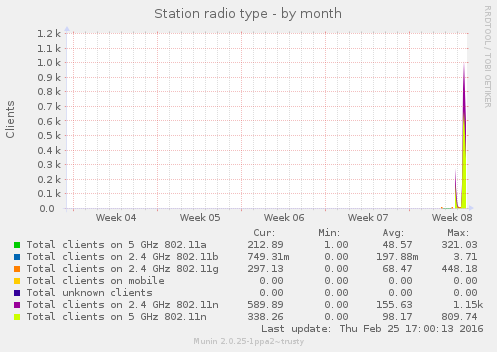 Station radio type - by month
RRDTOOL / TOBI OETIKER
Clients
1.2 k
1.1 k
1.0 k
0.9 k
0.8 k
0.7 k
0.6 k
0.5 k
0.4 k
0.3 k
0.2 k
0.1 k
0.0
Week 04 Week 05 Week 06 Week 07 Week 08
Cur: Min: Avg: Max:
Total clients on 5 GHz 802.11a 212.89 1.00 48.57 321.03
Total clients on 2.4 GHz 802.11b 749.31m 0.00 197.88m 3.71
Total clients on 2.4 GHz 802.11g 297.13 0.00 68.47 448.18
Total clients on mobile 0.00 0.00 0.00 0.00
Total unknown clients 0.00 0.00 0.00 0.00
Total clients on 2.4 GHz 802.11n 589.89 0.00 155.63 1.15k
Total clients on 5 GHz 802.11n 338.26 0.00 98.17 809.74
Last update: Thu Feb 25 17:00:13 2016
Munin 2.0.25-1ppa2~trusty